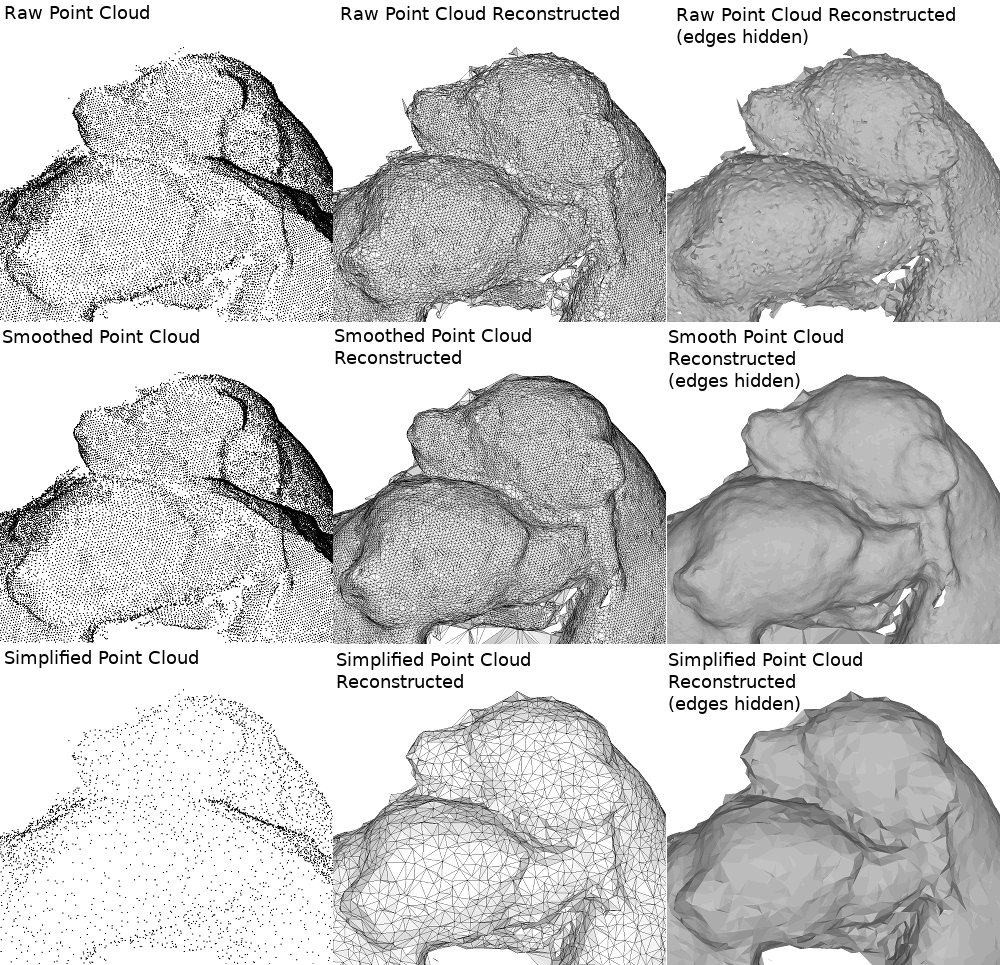 Raw Point Cloud
Raw Point Cloud Reconstructed
Raw Point Cloud Reconstructed
(edges hidden)
Smoothed Point Cloud
Smoothed Point Cloud
Reconstructed
Smooth Point Cloud
Reconstructed
(edges hidden)
Simplified Point Cloud
Simplified Point Cloud
Reconstructed
Simplified Point Cloud
Reconstructed
(edges hidden)